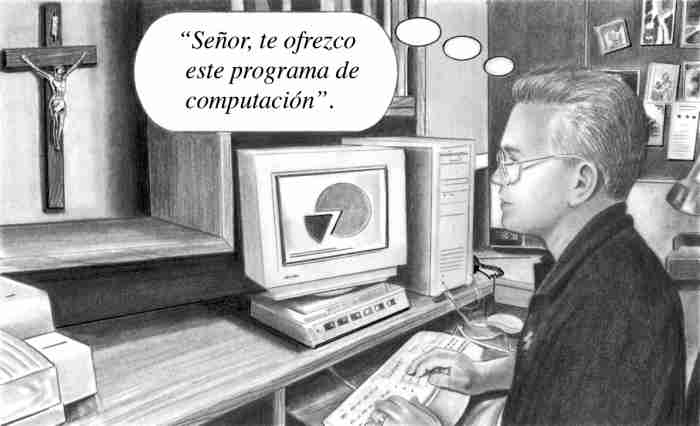 “Señor, te ofrezco
este programa de
computación”.